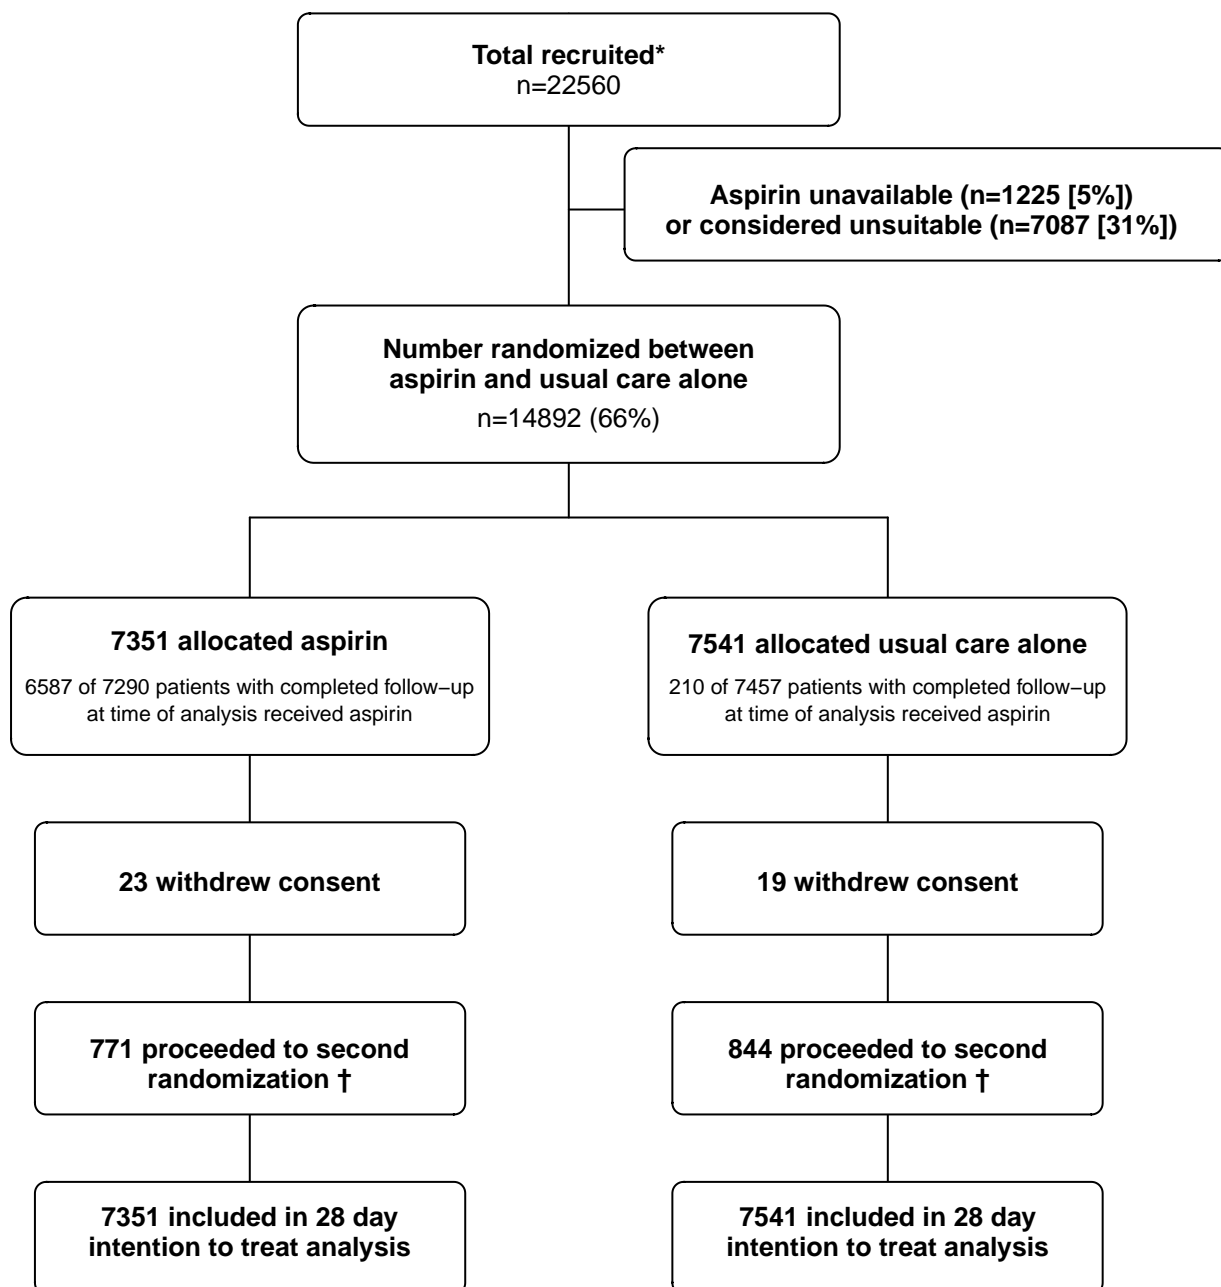 Total recruited*
n=22560
Aspirin unavailable (n=1225 [5%])
or considered unsuitable (n=7087 [31%])
Number randomized between
aspirin and usual care alone
n=14892 (66%)
7351 allocated aspirin
6587 of 7290 patients with completed follow−up
at time of analysis received aspirin
7541 allocated usual care alone
210 of 7457 patients with completed follow−up
at time of analysis received aspirin
23 withdrew consent
19 withdrew consent
771 proceeded to second
randomization †
844 proceeded to second
randomization †
7351 included in 28 day
intention to treat analysis
7541 included in 28 day
intention to treat analysis